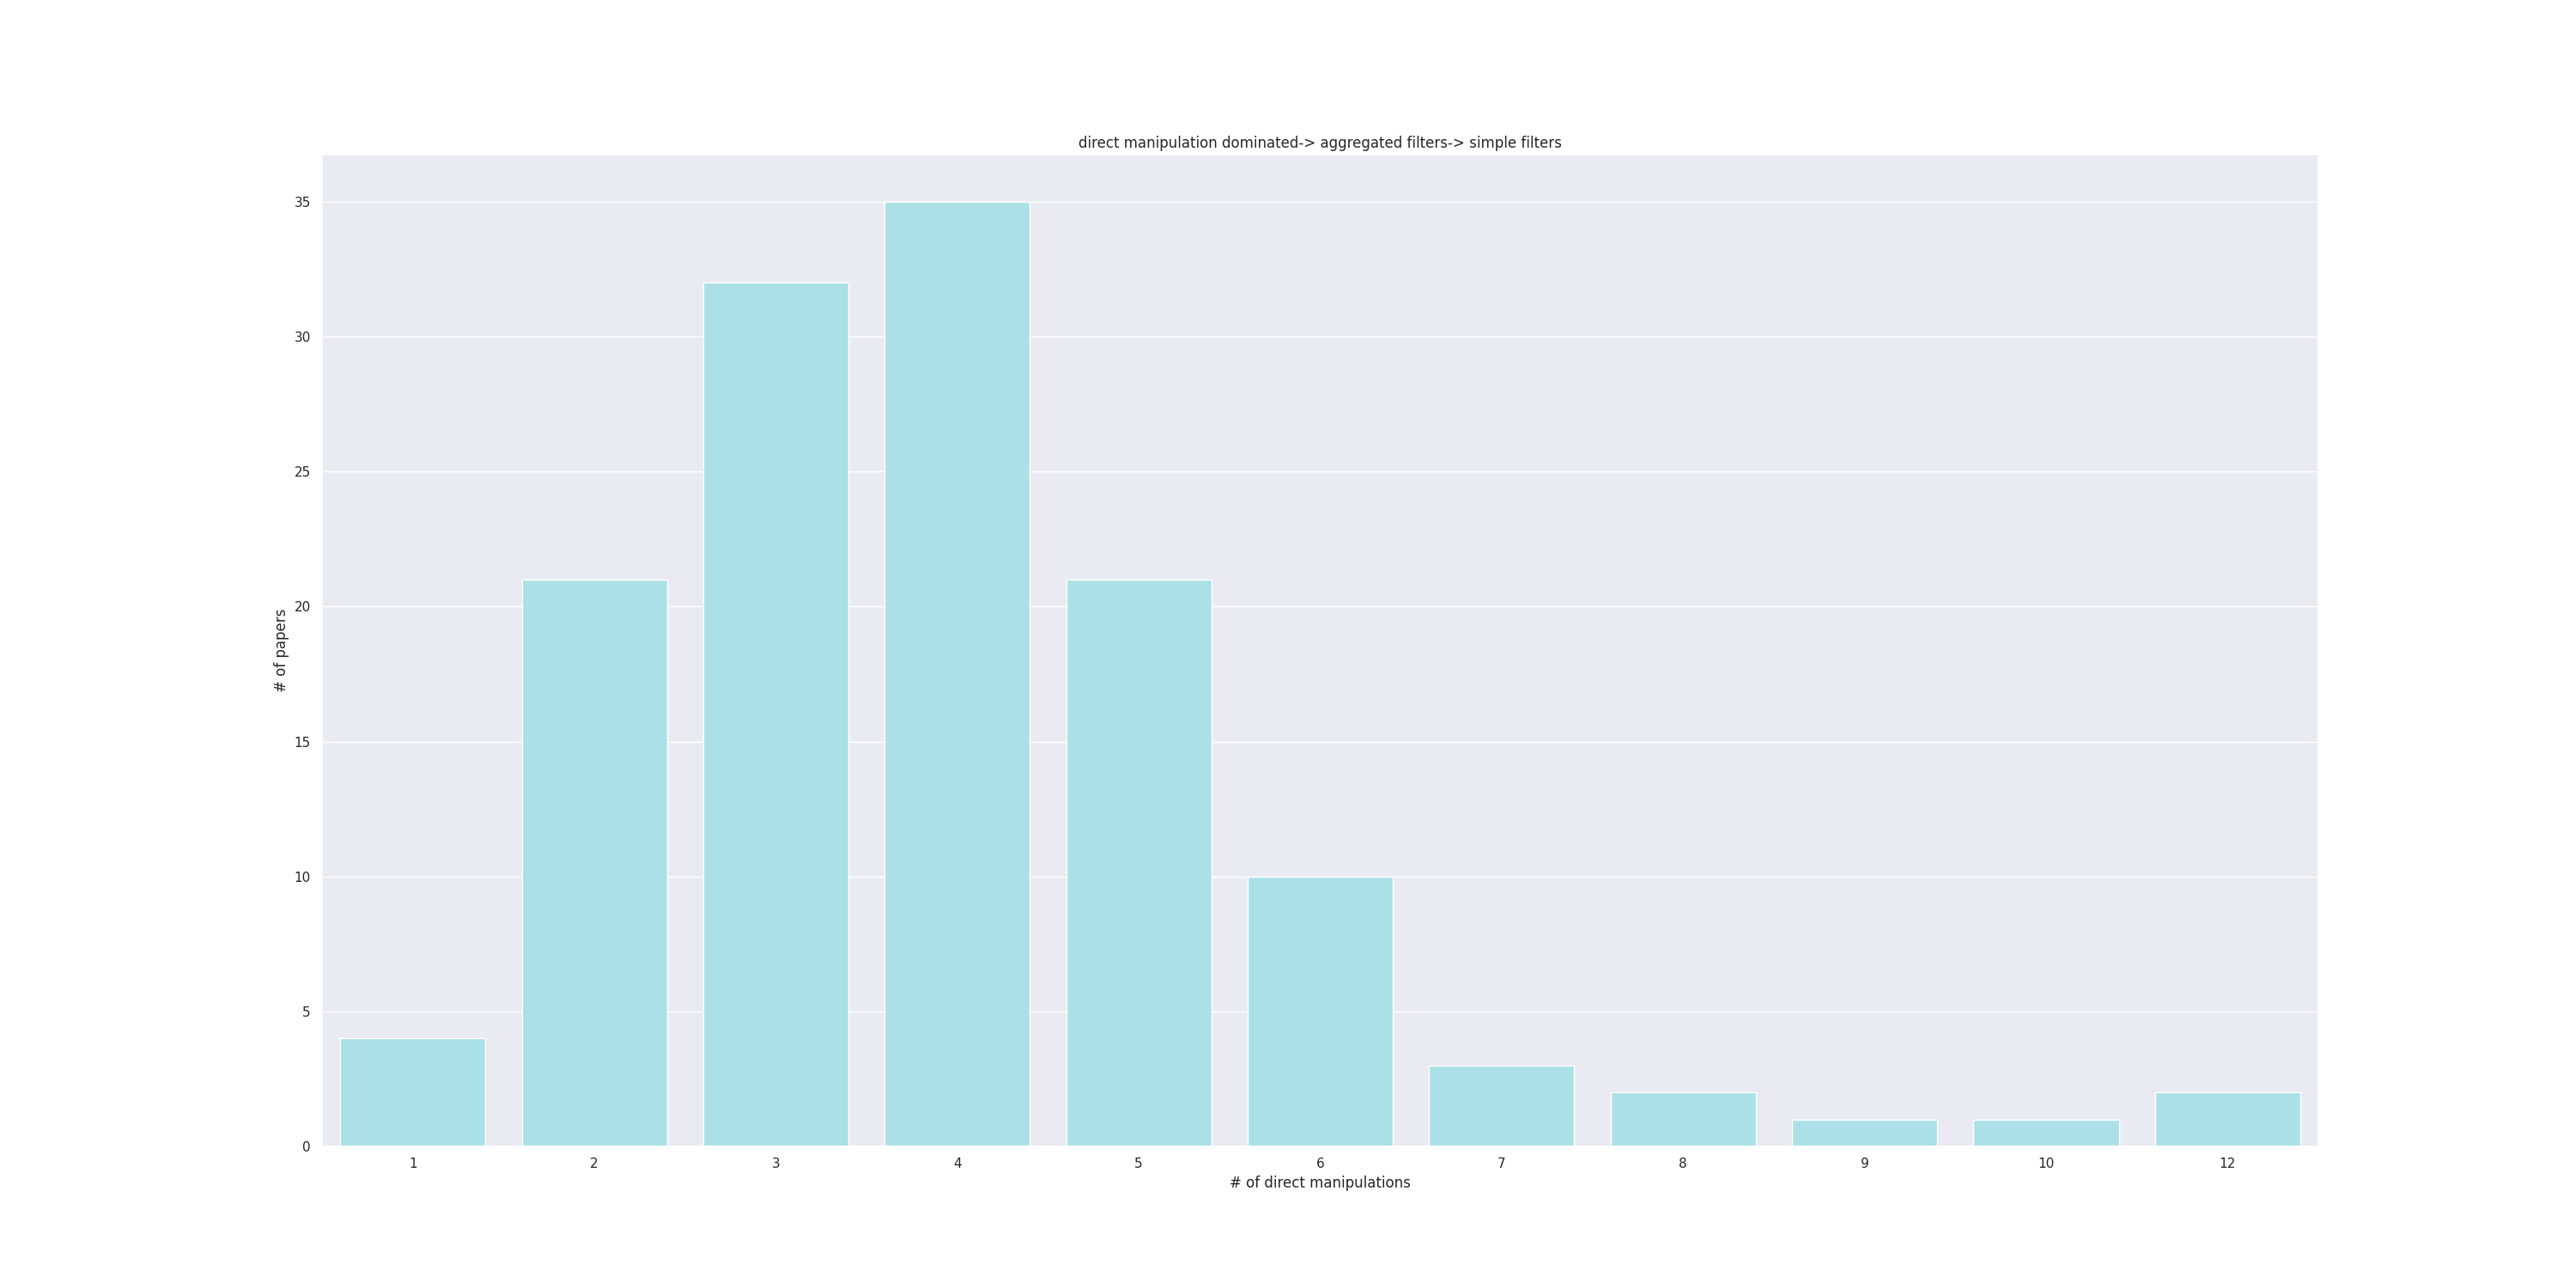 direct manipulation dominated-> aggregated filters-> simple filters
35
30
25
20
15
10
5
0
# of papers
1 2 3 4 5 6 7 8 9 10 12
# of direct manipulations